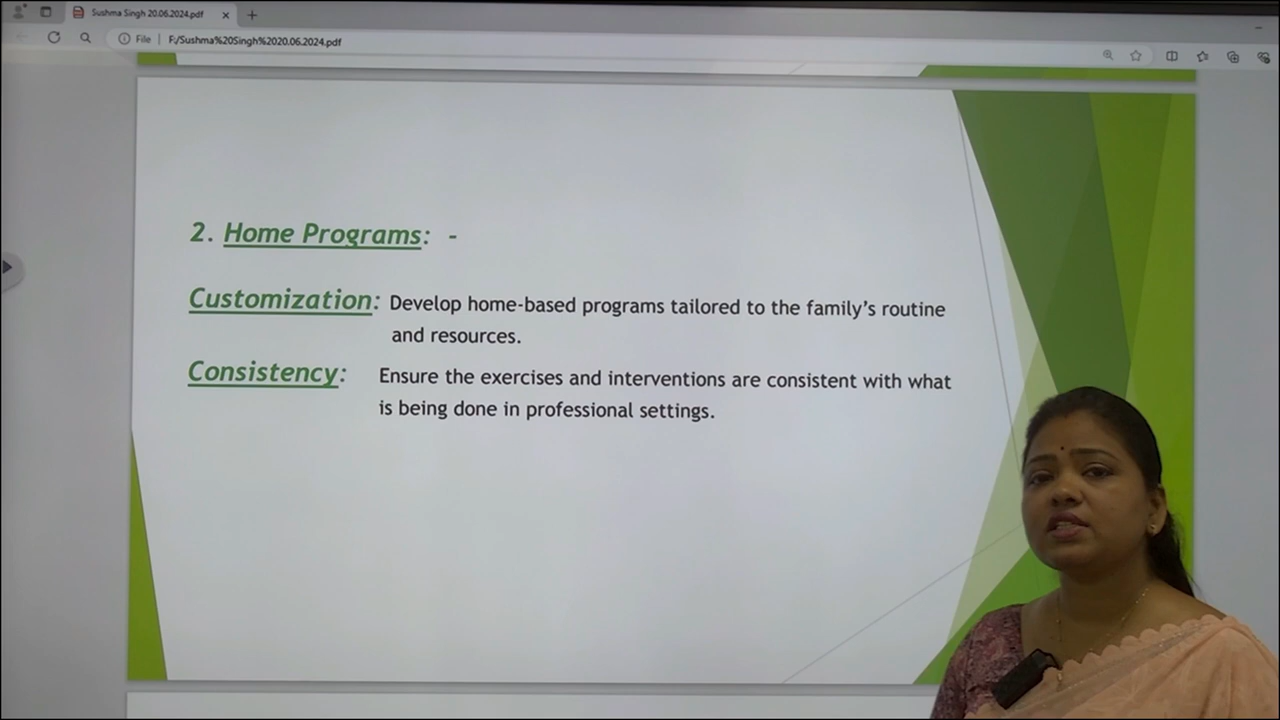 Sushma Singh 20.06.2024.pdf
File F:/Sushma%20Singh%2020.06.2024.pdf
2. Home Programs: -
Customization: Develop home-based programs tailored to the family's routine
and resources.
Consistency: Ensure the exercises and interventions are consistent with what
is being done in professional settings.